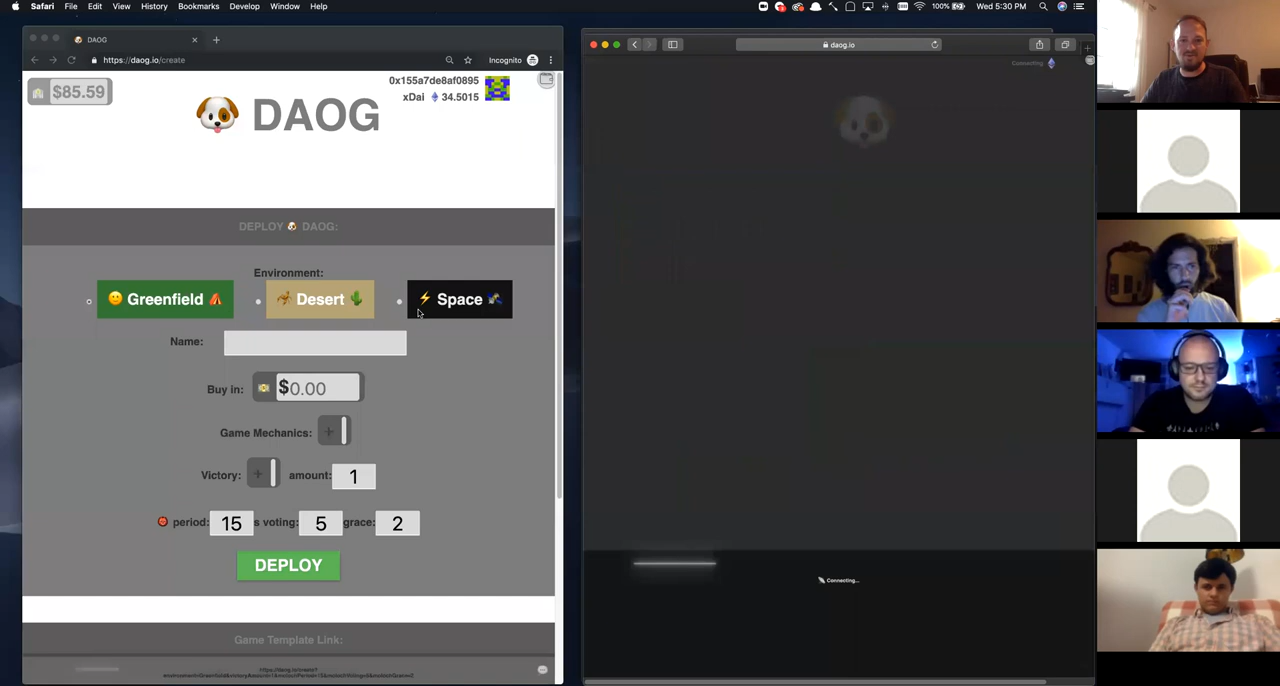 Safari File Edit View History Bookmarks Develop Window Help
100% Wed 5:30 PM
DAOG
https://daog.io/create
Incognito
daog.io
$85.59
0x155a7de8af0895
xDai 34.5015
DAOG
Connecting
DEPLOY DAOG:
Environment:
Greenfield Desert Space
Name:
Buy in: $0.00
Game Mechanics: +
Victory: + amount: 1
period: 15 s voting: 5 grace: 2
DEPLOY
Connecting...
Game Template Link: